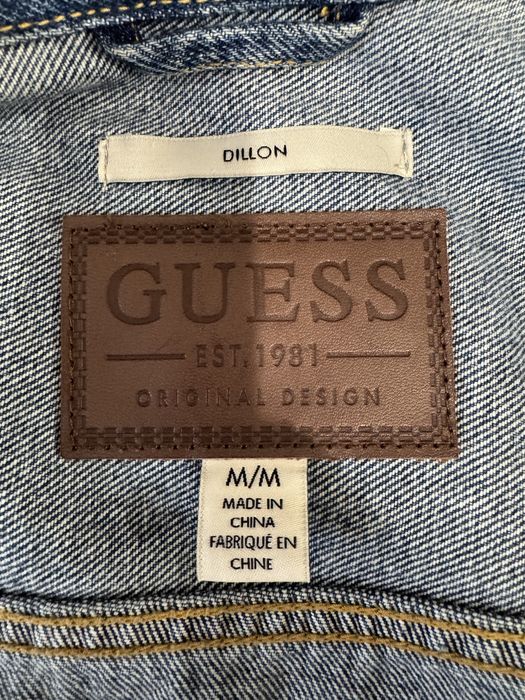 DILLON
GUESS
EST. 1981
ORIGINAL DESIGN
M/M
MADE IN
CHINA
FABRIQUÉ EN
CHINE